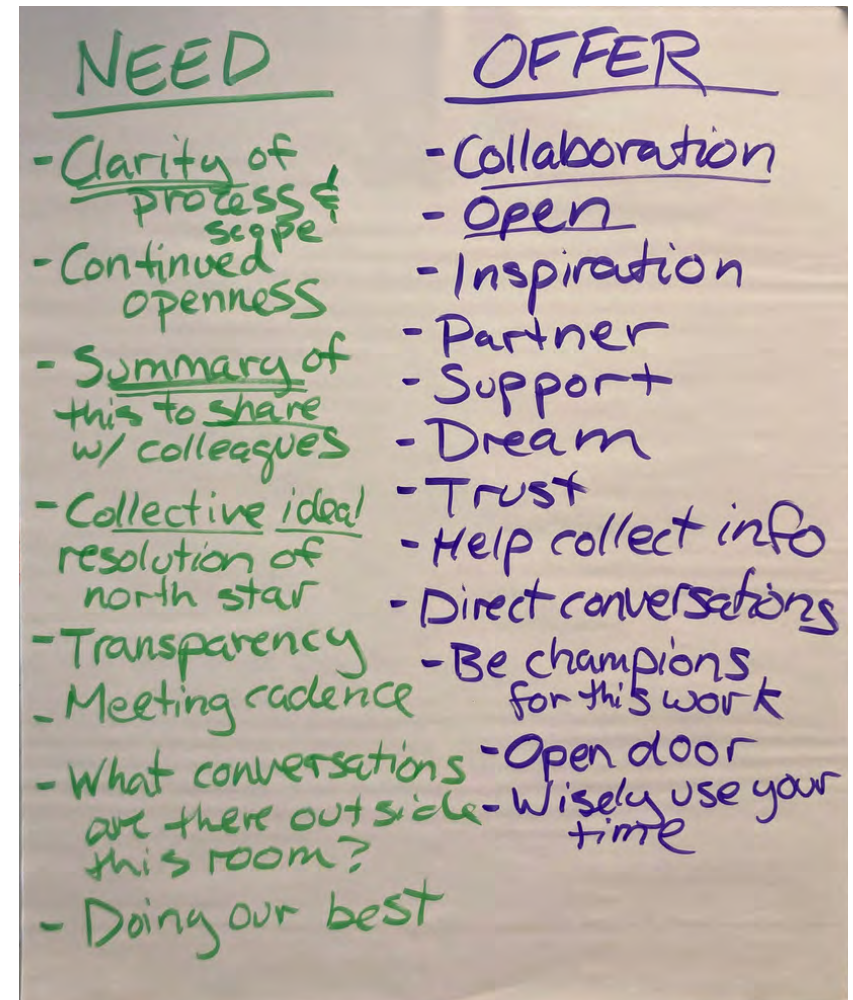 NEED
- Clarity of
process &
scope
- Continued
openness
- Summary of
this to share
w/ colleagues
- Collective ideal
resolution of
north star
- Transparency
- Meeting cadence
- What conversations
are there outside
this room?
- Doing our best
OFFER
- Collaboration
- Open
- Inspiration
- Partner
- Support
- Dream
- Trust
- Help collect info
- Direct conversations
- Be champions
for this work
- Open door
- Wisely use your
time